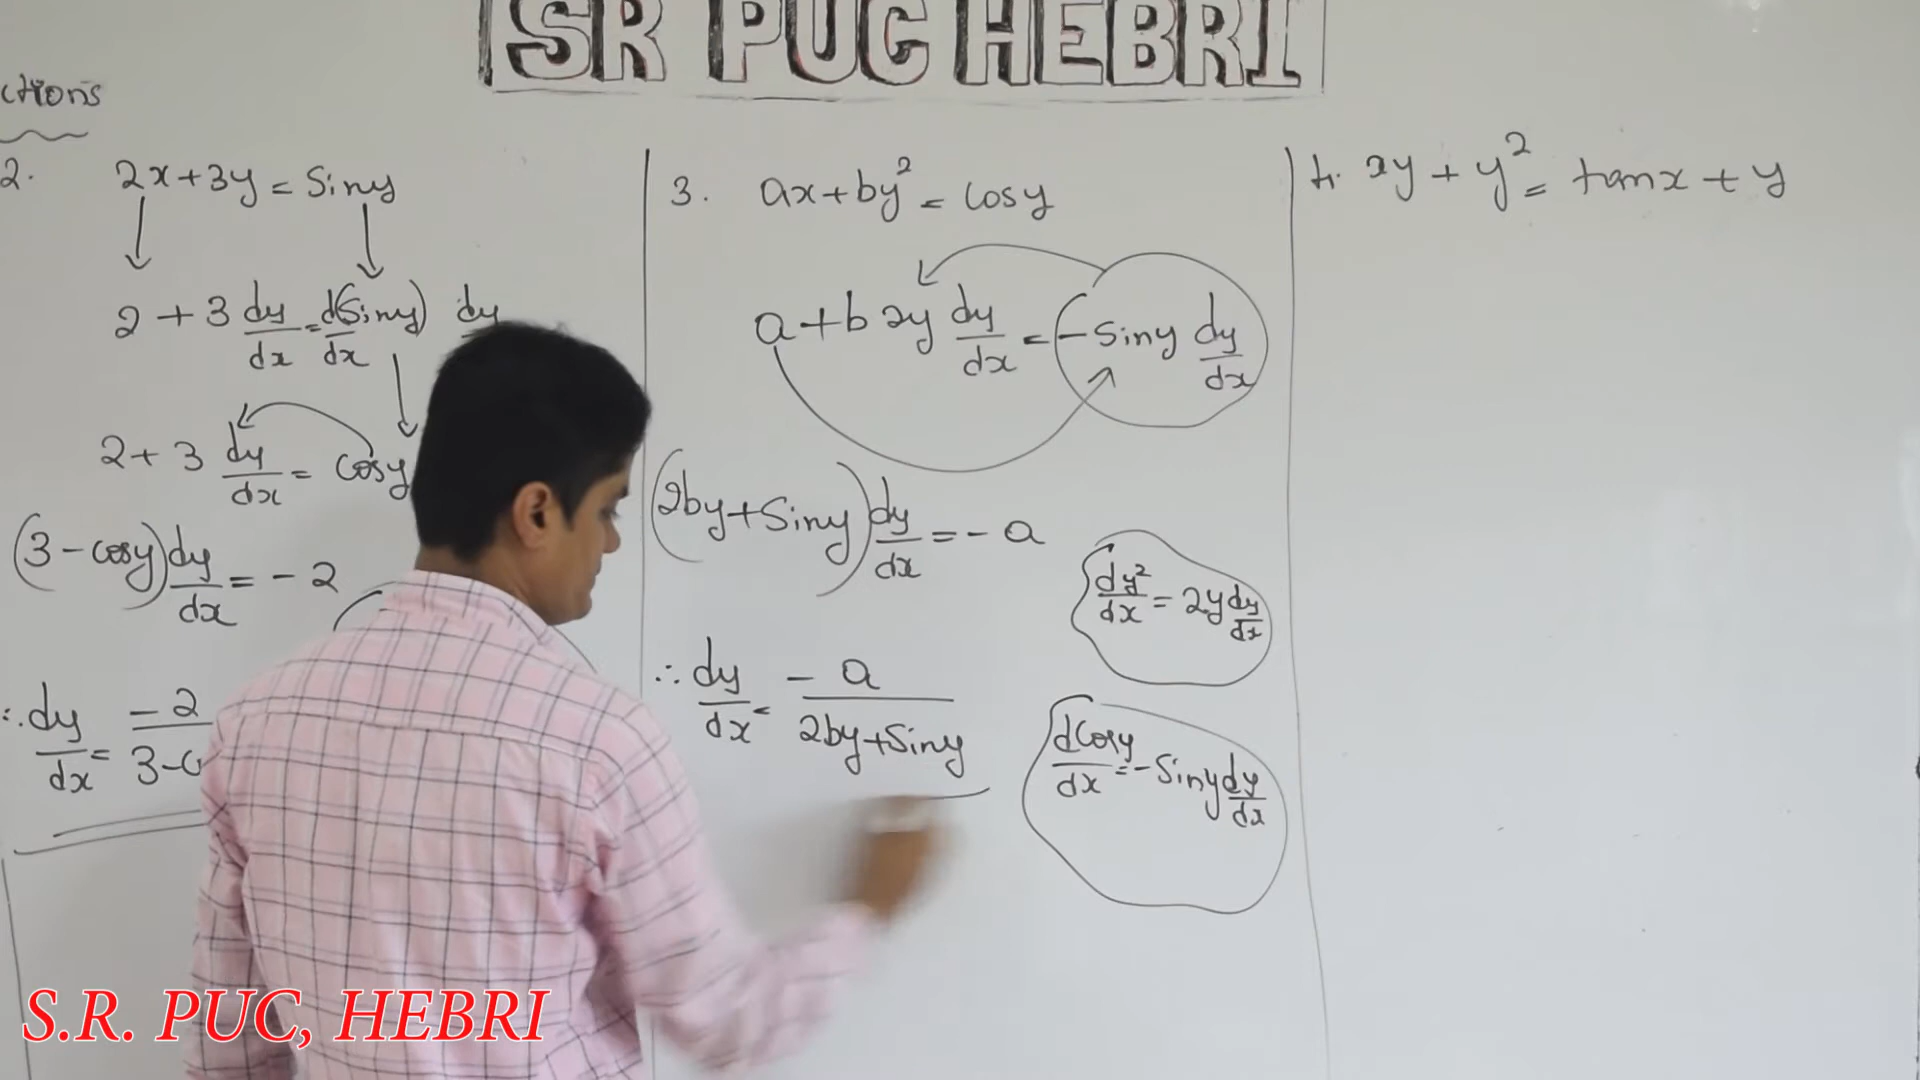 SR PUC HEBRI
ctions
2. 2x+3y = Siny
2 + 3 dy/dx = d(Siny)/dx dy
2 + 3 dy/dx = cosy
(3 - cosy) dy/dx = - 2
∴ dy/dx = -2/3-c
3. ax+by² = cosy
a + b 2y dy/dx = - Siny dy/dx
(2by + Siny) dy/dx = - a
∴ dy/dx = - a/2by+Siny
dy²/dx = 2y dy/dx
dCosy/dx = -Siny dy/dx
4. xy + y² = tanx + y
S.R. PUC, HEBRI